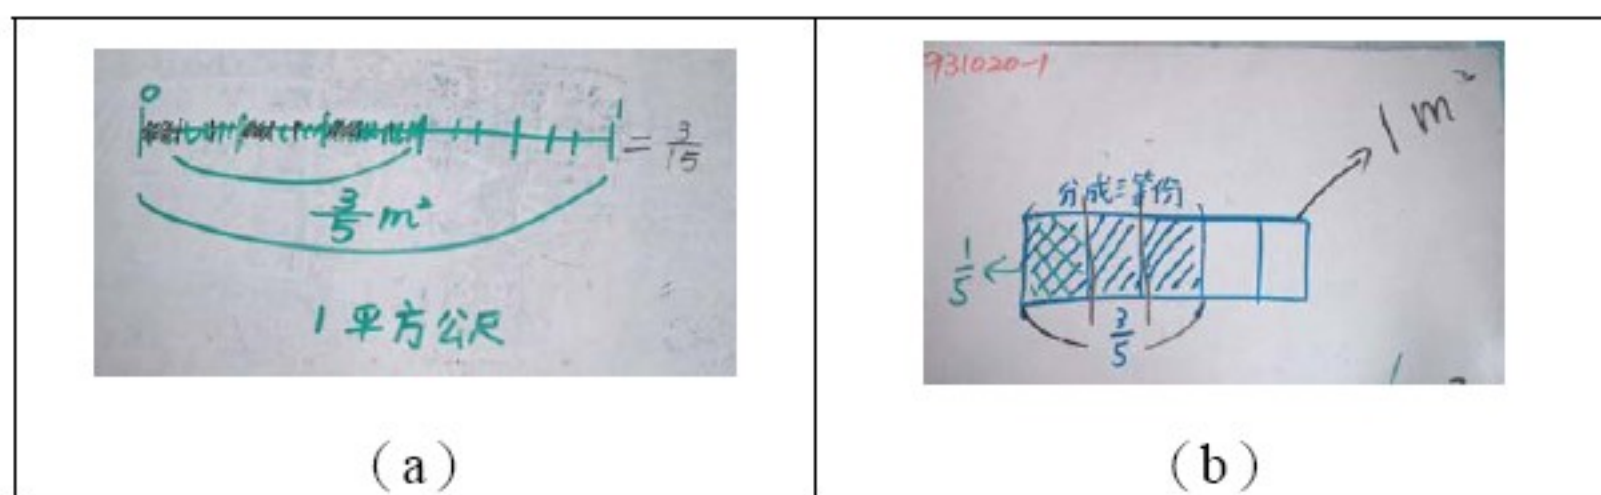 0 1
= 3/15
3/5 m²
1 平方公尺
(a)
931020-1
1 m²
分成三等份
1/5
3/5
(b)